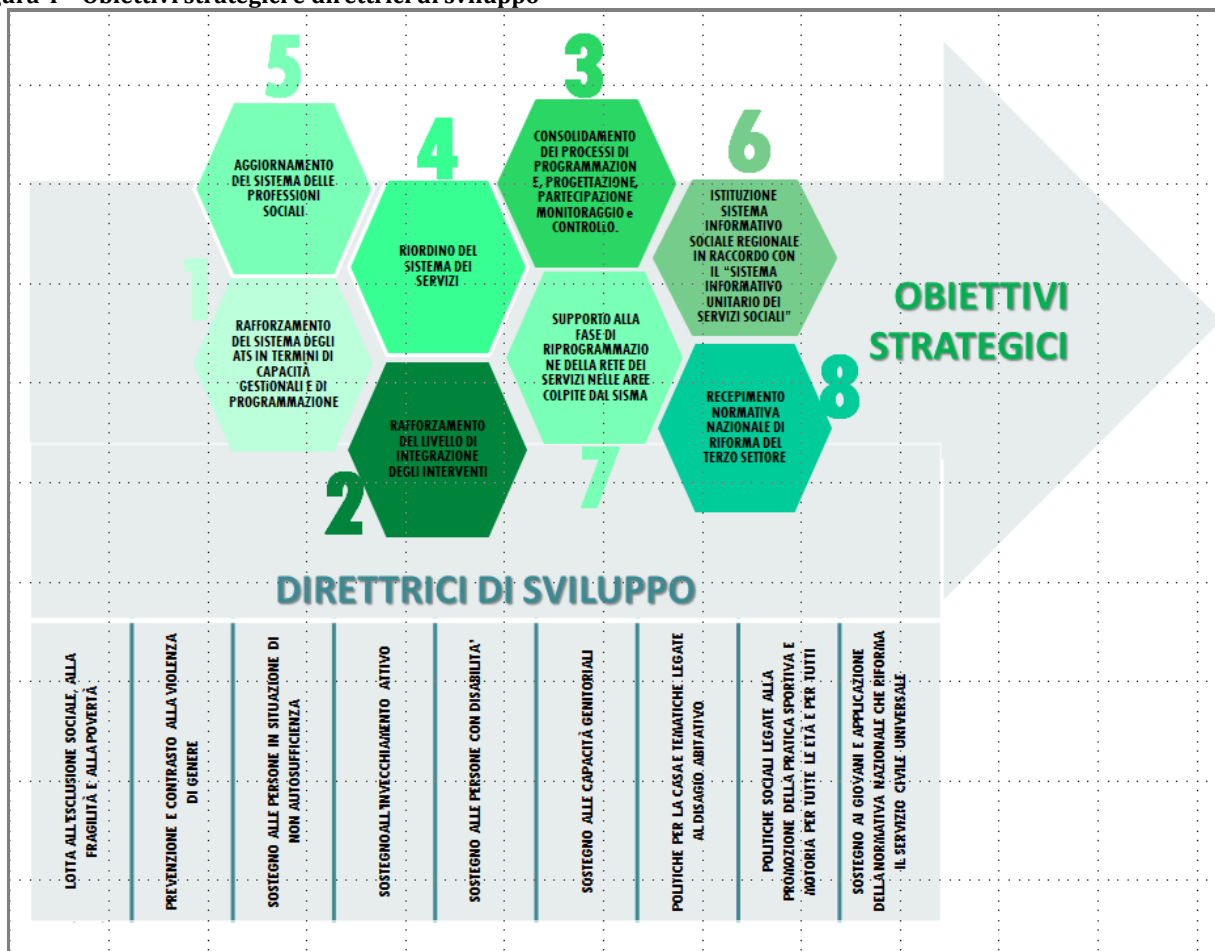 Obiettivi strategici e direttrici di sviluppo
5
AGGIORNAMENTO
DEL SISTEMA DELLE
PROFESSIONI
SOCIALI
4
RIORDINO DEL
SISTEMA DEI
SERVIZI
3
CONSOLIDAMENTO
DEI PROCESSI DI
PROGRAMMAZION
E, PROGETTAZIONE,
PARTECIPAZIONE
MONITORAGGIO e
CONTROLLO.
6
ISTITUZIONE
SISTEMA
INFORMATIVO
SOCIALE REGIONALE
IN RACCORDO CON
IL “SISTEMA
INFORMATIVO
UNITARIO DEI
SERVIZI SOCIALI”
1
RAFFORZAMENTO
DEL SISTEMA DEGLI
ATS IN TERMINI DI
CAPACITÀ
GESTIONALI E DI
PROGRAMMAZIONE
2
RAFFORZAMENTO
DEL LIVELLO DI
INTEGRAZIONE
DEGLI INTERVENTI
SUPPORTO ALLA
FASE DI
RIPROGRAMMAZIO
NE DELLA RETE DEI
SERVIZI NELLE AREE
COLPITE DAL SISMA
7
8
RECEPIMENTO
NORMATIVA
NAZIONALE DI
RIFORMA DEL
TERZO SETTORE
OBIETTIVI
STRATEGICI
DIRETTRICI DI SVILUPPO
LOTTA ALL'ESCLUSIONE SOCIALE, ALLA
FRAGILITÀ E ALLA POVERTÀ
PREVENZIONE E CONTRASTO ALLA VIOLENZA
DI GENERE
SOSTEGNO ALLE PERSONE IN SITUAZIONE DI
NON AUTOSUFFICIENZA
SOSTEGNO ALL'INVECCHIAMENTO ATTIVO
SOSTEGNO ALLE PERSONE CON DISABILITA'
SOSTEGNO ALLE CAPACITÀ GENITORIALI
POLITICHE PER LA CASA E TEMATICHE LEGATE
AL DISAGIO ABITATIVO
POLITICHE SOCIALI LEGATE ALLA
PROMOZIONE DELLA PRATICA SPORTIVA E
MOTORIA PER TUTTE LE ETÀ E PER TUTTI
SOSTEGNO AI GIOVANI E APPLICAZIONE
DELLA NORMATIVA NAZIONALE CHE RIFORMA
IL SERVIZIO CIVILE UNIVERSALE